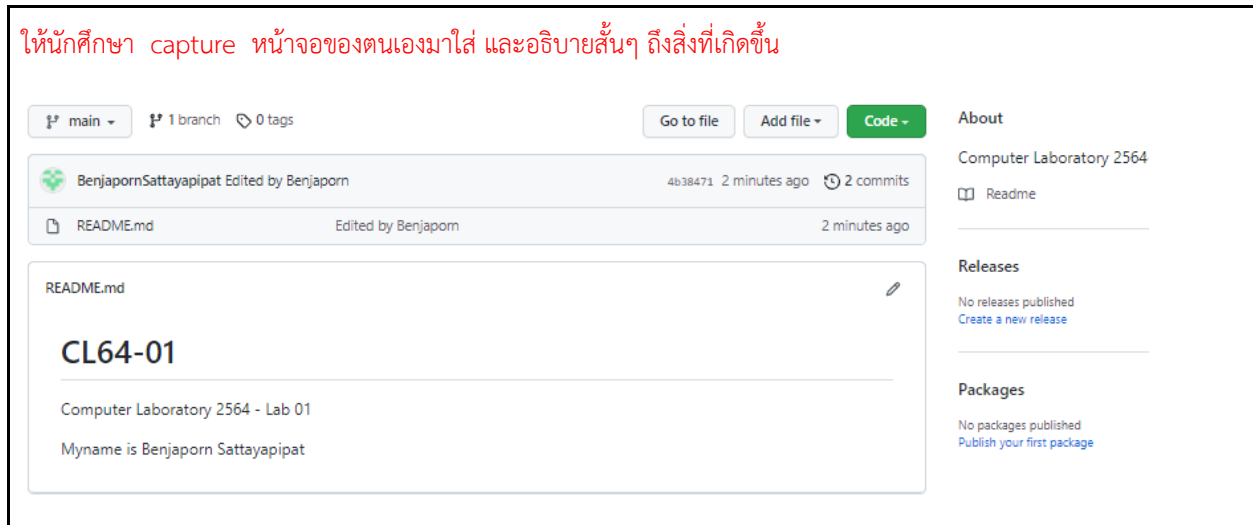 ให้นักศึกษา capture หน้าจอของตนเองมาใส่ และอธิบายสั้นๆ ถึงสิ่งที่เกิดขึ้น
main 1 branch 0 tags Go to file Add file Code
BenjapornSattayapipat Edited by Benjaporn 4b38471 2 minutes ago 2 commits
README.md Edited by Benjaporn 2 minutes ago
README.md
CL64-01
Computer Laboratory 2564 - Lab 01
Myname is Benjaporn Sattayapipat
About
Computer Laboratory 2564
Readme
Releases
No releases published
Create a new release
Packages
No packages published
Publish your first package